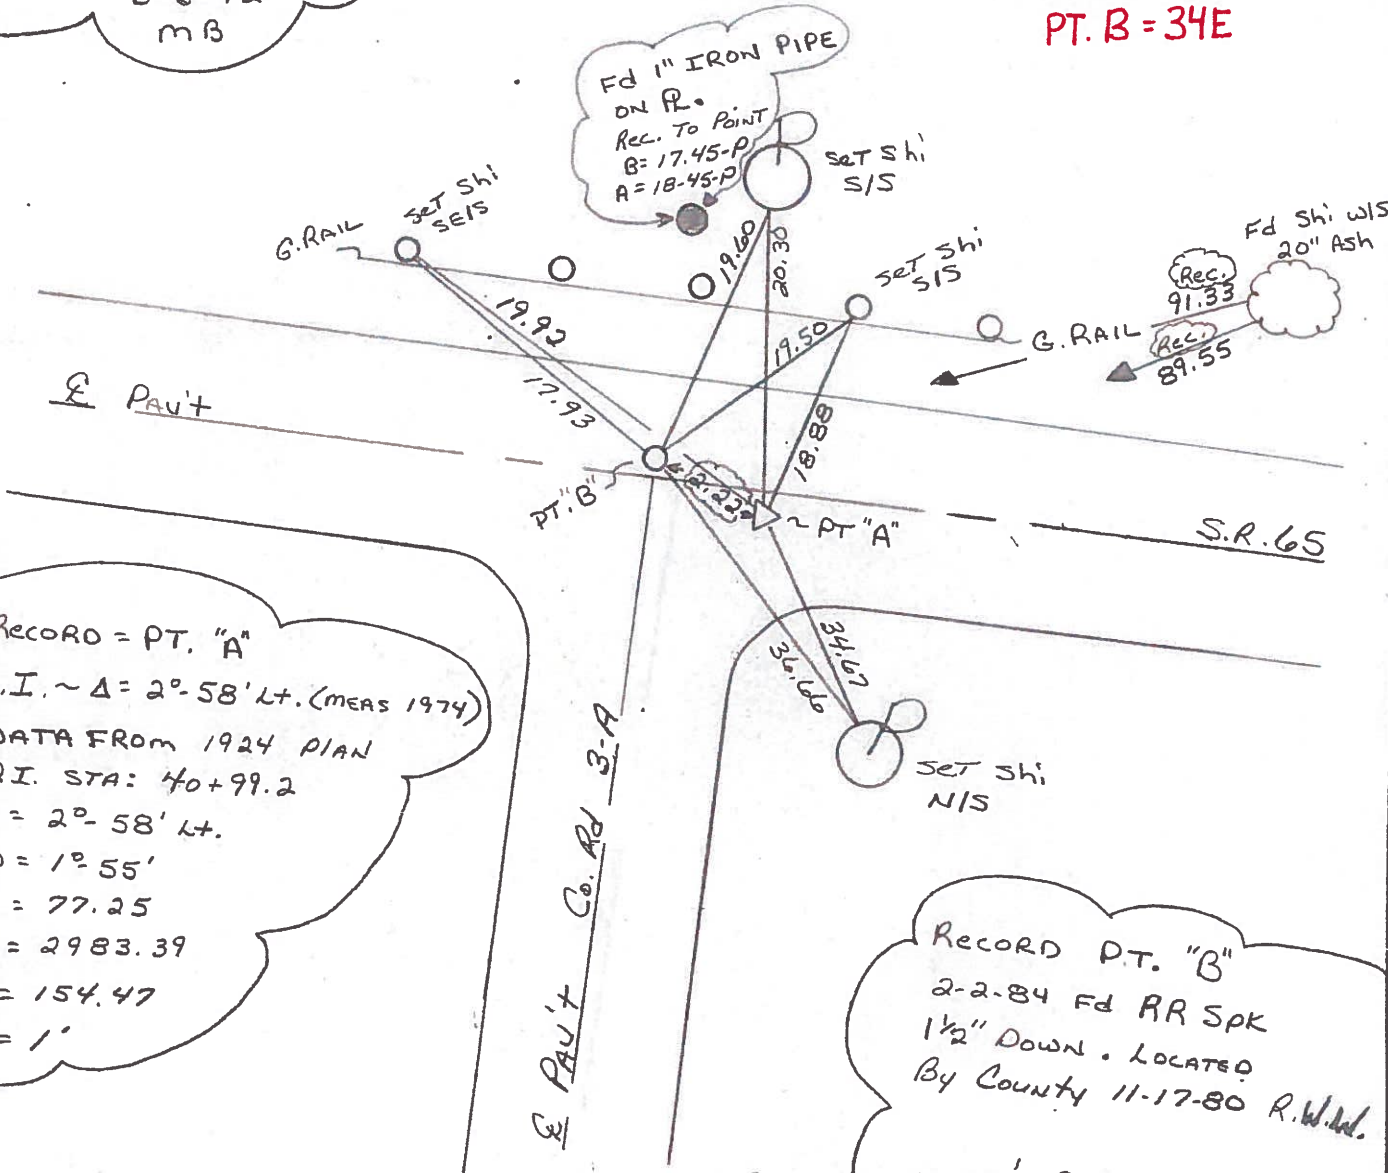 MB
PT. B = 34E
Fd 1" IRON PIPE
ON PL.
Rec. To Point
B= 17.45-P
A= 18-45-P
SeT Shi
S/S
SeT Shi
SE/S
G.RAIL
19.60
20.30
SeT Shi
S/S
Fd Shi W/S
20" Ash
Rec.
91.33
G.RAIL
Rec.
89.55
19.92
17.93
19.50
18.88
℄ PAV't
PT. "B"
2.22
PT "A"
S.R. 65
34.67
36.66
SeT Shi
N/S
℄ PAV't Co. Rd 3-A
RECORD = PT. "A"
.I. ~ Δ = 2°-58' Lt. (MEAS 1974)
DATA FROM 1924 PLAN
P.I. STA: 40+99.2
= 2°-58' Lt.
D = 1°-55'
= 77.25
= 2983.39
= 154.47
= 1'
RECORD PT. "B"
2-2-84 Fd RR SPK
1½" DOWN. LOCATED
By County 11-17-80 R.W.W.